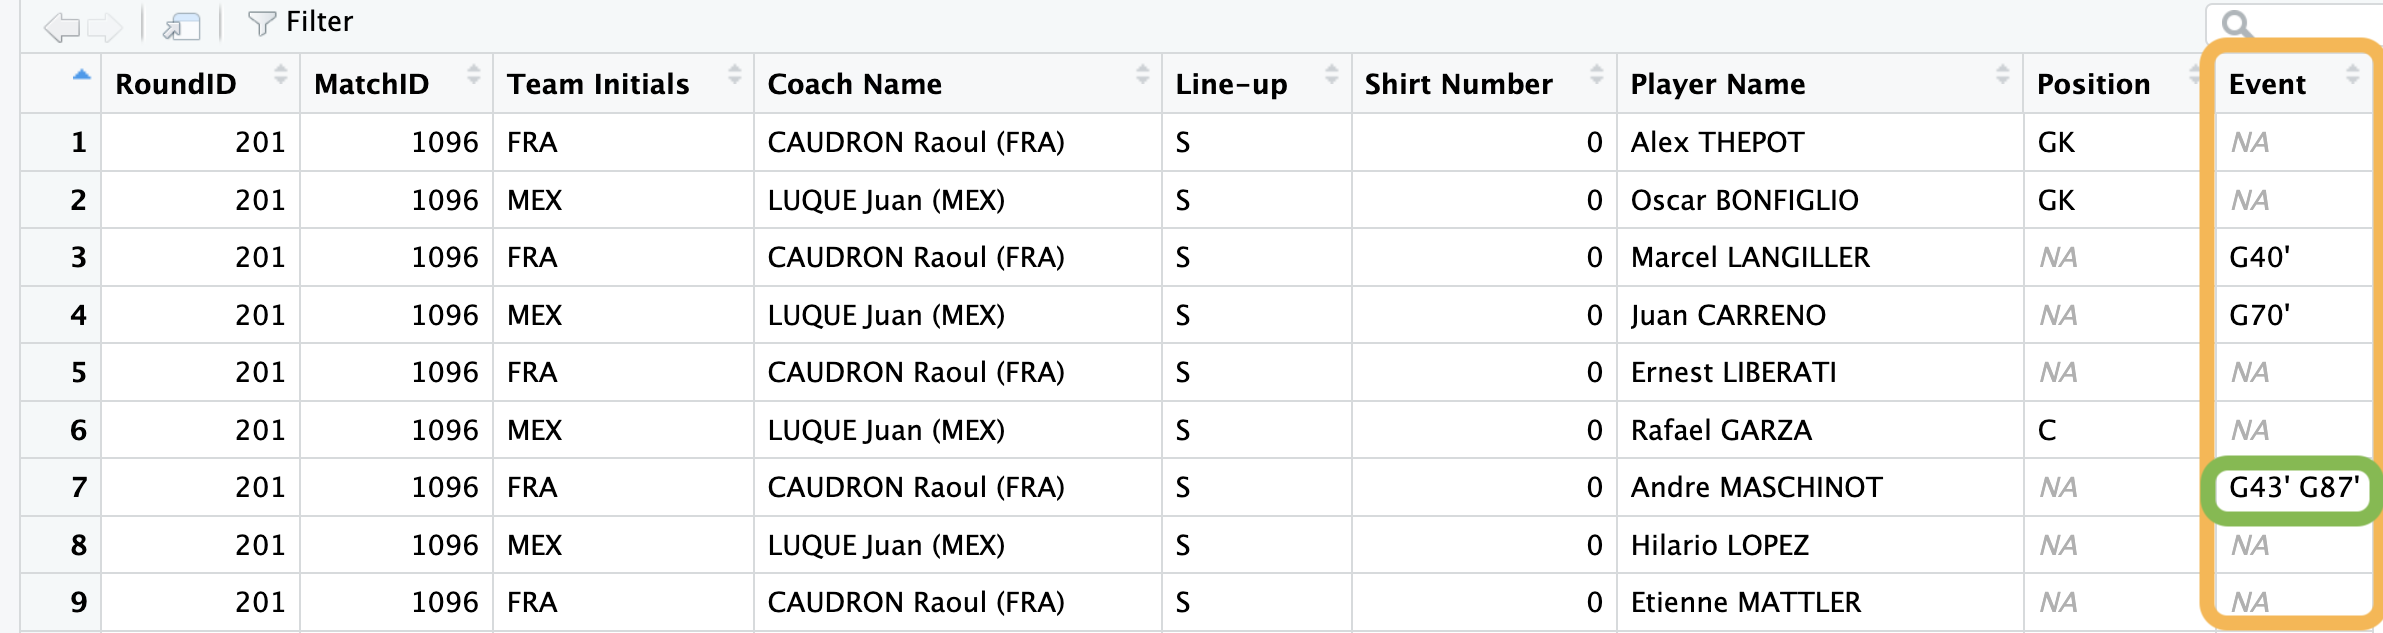 Filter
RoundID MatchID Team Initials Coach Name Line-up Shirt Number Player Name Position Event
1 201 1096 FRA CAUDRON Raoul (FRA) S 0 Alex THEPOT GK NA
2 201 1096 MEX LUQUE Juan (MEX) S 0 Oscar BONFIGLIO GK NA
3 201 1096 FRA CAUDRON Raoul (FRA) S 0 Marcel LANGILLER NA G40'
4 201 1096 MEX LUQUE Juan (MEX) S 0 Juan CARRENO NA G70'
5 201 1096 FRA CAUDRON Raoul (FRA) S 0 Ernest LIBERATI NA NA
6 201 1096 MEX LUQUE Juan (MEX) S 0 Rafael GARZA C NA
7 201 1096 FRA CAUDRON Raoul (FRA) S 0 Andre MASCHINOT NA G43' G87'
8 201 1096 MEX LUQUE Juan (MEX) S 0 Hilario LOPEZ NA NA
9 201 1096 FRA CAUDRON Raoul (FRA) S 0 Etienne MATTLER NA NA